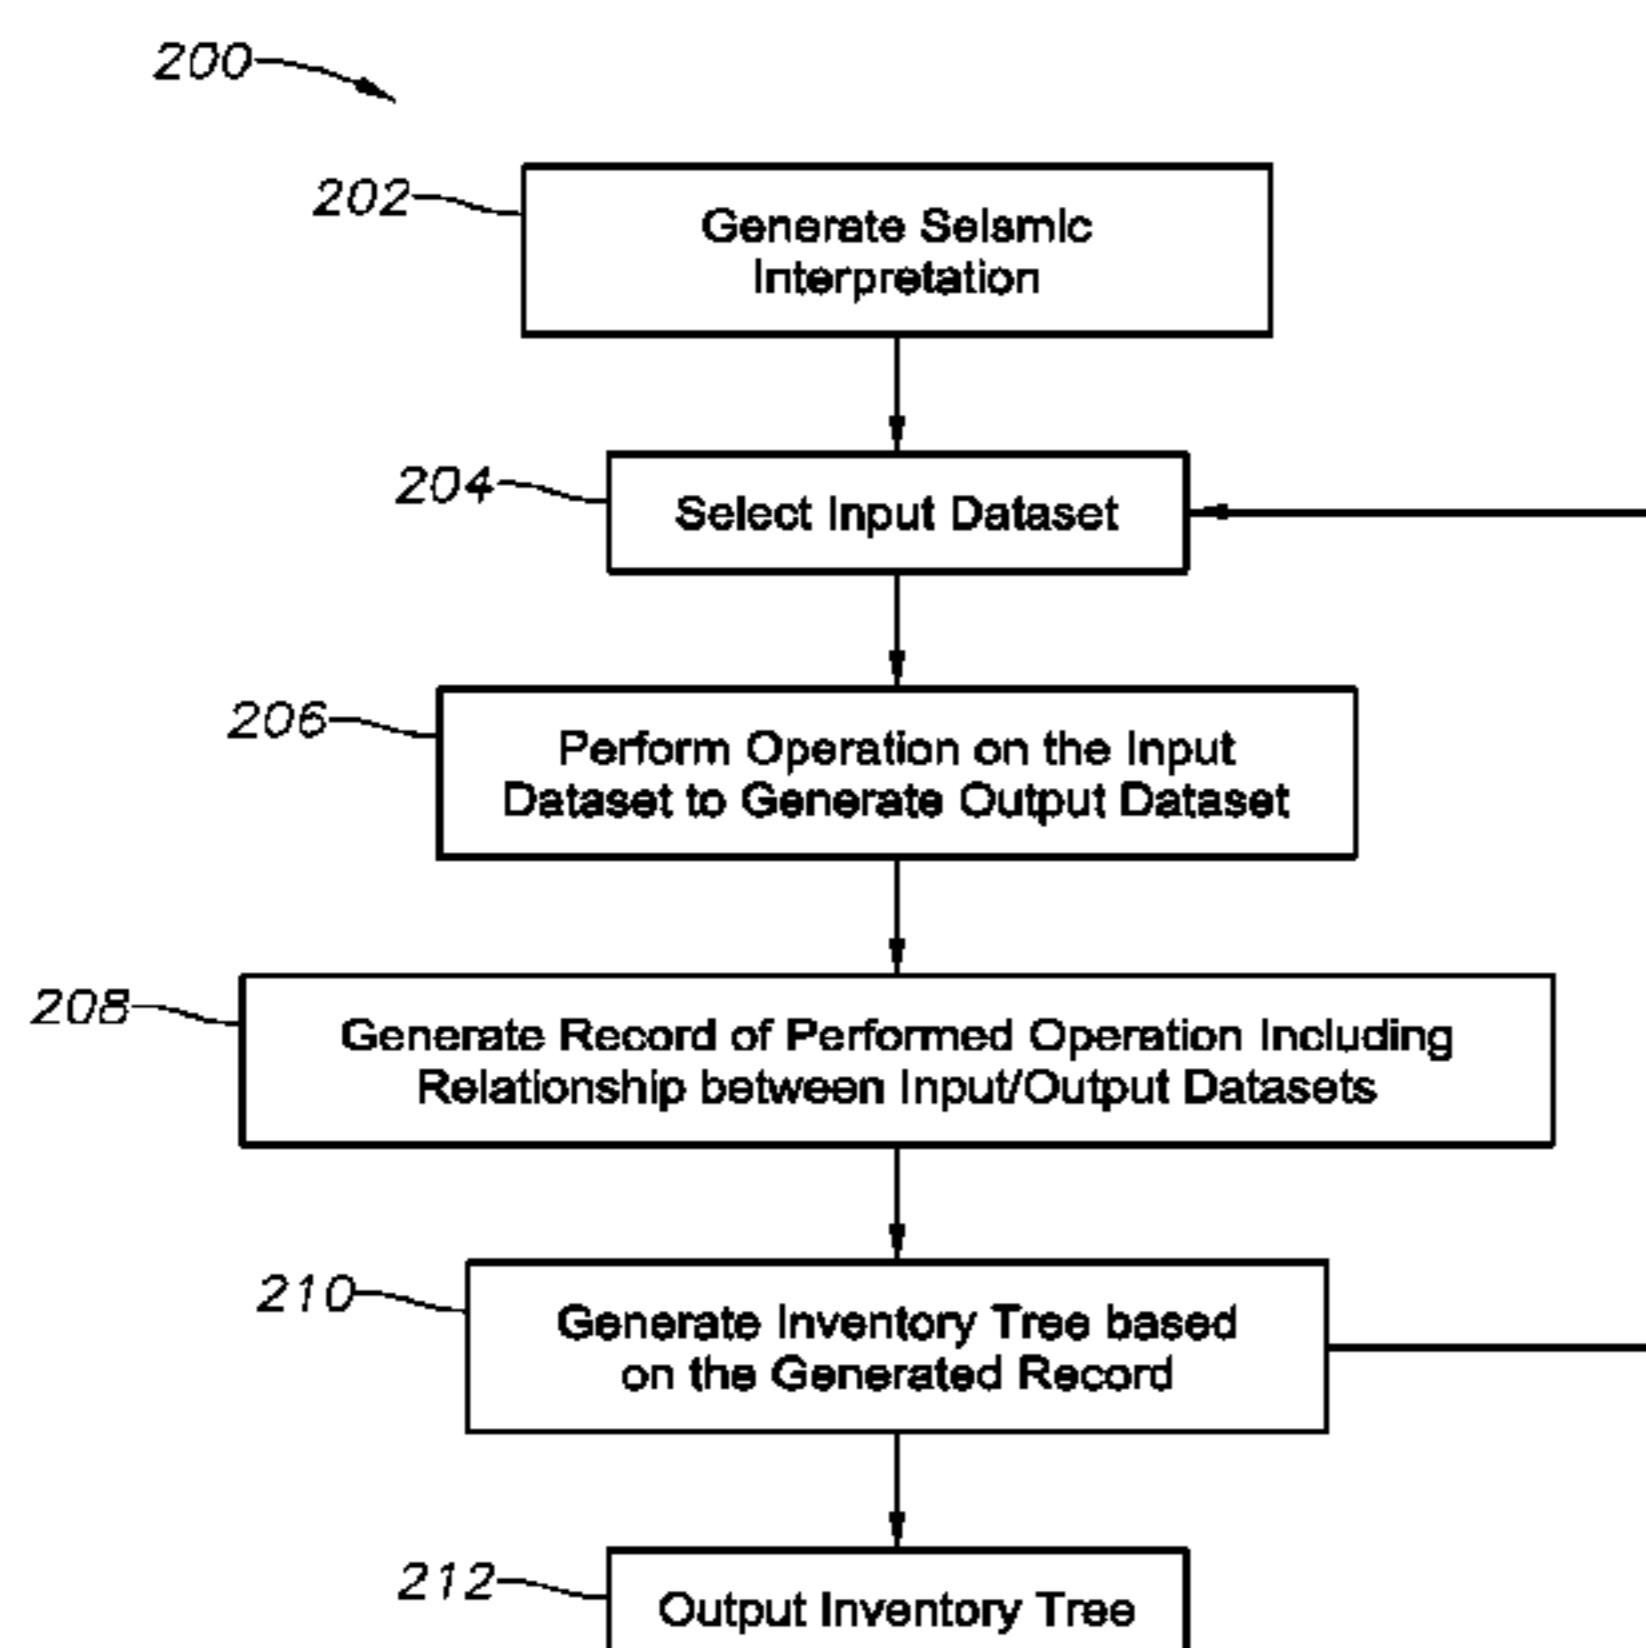 200
202
Generate Seismic
Interpretation
204
Select Input Dataset
206
Perform Operation on the Input
Dataset to Generate Output Dataset
208
Generate Record of Performed Operation Including
Relationship between Input/Output Datasets
210
Generate Inventory Tree based
on the Generated Record
212
Output Inventory Tree